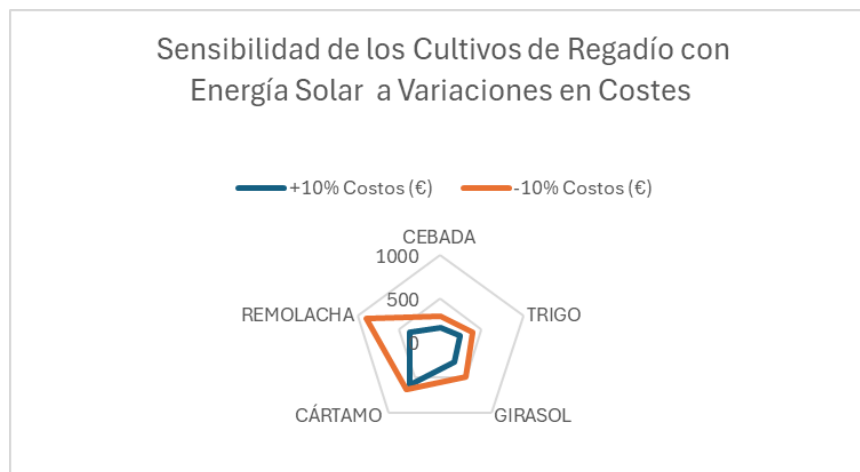 Sensibilidad de los Cultivos de Regadío con
Energía Solar a Variaciones en Costes
+10% Costos (€)
-10% Costos (€)
CEBADA
1000
500
REMOLACHA
TRIGO
0
CÁRTAMO
GIRASOL